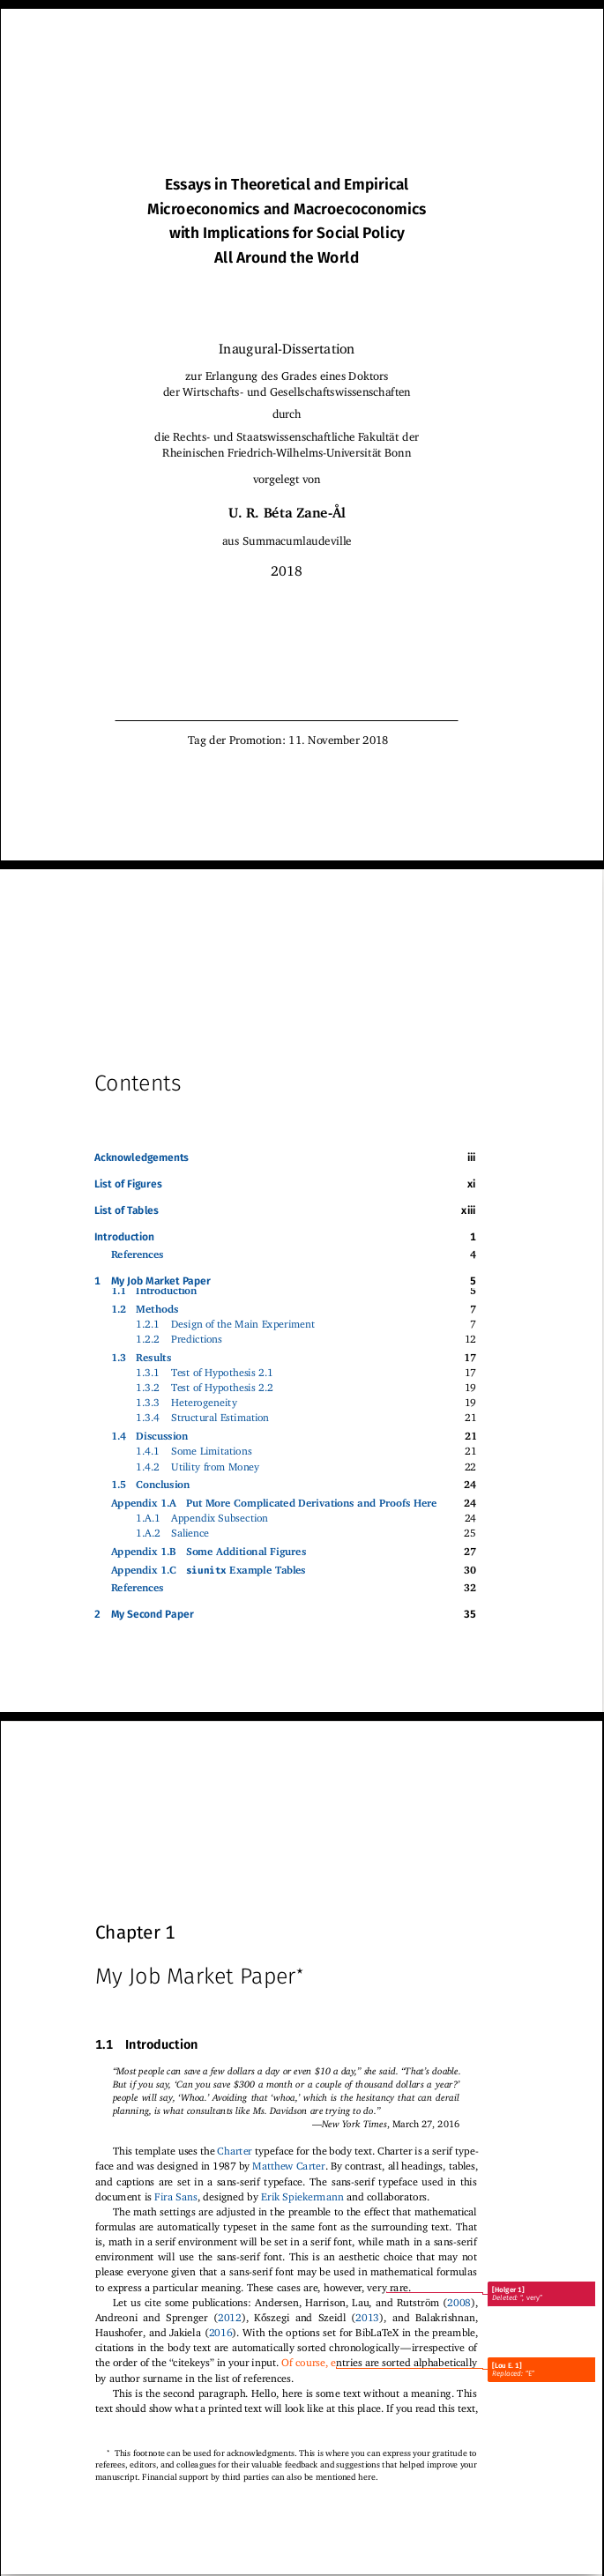 Essays in Theoretical and Empirical
Microeconomics and Macroecoconomics
with Implications for Social Policy
All Around the World
Inaugural-Dissertation
zur Erlangung des Grades eines Doktors
der Wirtschafts- und Gesellschaftswissenschaften
durch
die Rechts- und Staatswissenschaftliche Fakultät der
Rheinischen Friedrich-Wilhelms-Universität Bonn
vorgelegt von
U. R. Béta Zane-Ål
aus Summacumlaudeville
2018
Tag der Promotion: 11. November 2018
Contents
Acknowledgements iii
List of Figures xi
List of Tables xiii
Introduction 1
References 4
1 My Job Market Paper 5
1.1 Introduction 5
1.2 Methods 7
1.2.1 Design of the Main Experiment 7
1.2.2 Predictions 12
1.3 Results 17
1.3.1 Test of Hypothesis 2.1 17
1.3.2 Test of Hypothesis 2.2 19
1.3.3 Heterogeneity 19
1.3.4 Structural Estimation 21
1.4 Discussion 21
1.4.1 Some Limitations 21
1.4.2 Utility from Money 22
1.5 Conclusion 24
Appendix 1.A Put More Complicated Derivations and Proofs Here 24
1.A.1 Appendix Subsection 24
1.A.2 Salience 25
Appendix 1.B Some Additional Figures 27
Appendix 1.C siunitx Example Tables 30
References 32
2 My Second Paper 35
Chapter 1
My Job Market Paper*
1.1 Introduction
“Most people can save a few dollars a day or even $10 a day,” she said. “That’s doable.
But if you say, ‘Can you save $300 a month or a couple of thousand dollars a year?’
people will say, ‘Whoa.’ Avoiding that ‘whoa,’ which is the hesitancy that can derail
planning, is what consultants like Ms. Davidson are trying to do.”
—New York Times, March 27, 2016
This template uses the Charter typeface for the body text. Charter is a serif type-
face and was designed in 1987 by Matthew Carter. By contrast, all headings, tables,
and captions are set in a sans-serif typeface. The sans-serif typeface used in this
document is Fira Sans, designed by Erik Spiekermann and collaborators.
The math settings are adjusted in the preamble to the effect that mathematical
formulas are automatically typeset in the same font as the surrounding text. That
is, math in a serif environment will be set in a serif font, while math in a sans-serif
environment will use the sans-serif font. This is an aesthetic choice that may not
please everyone given that a sans-serif font may be used in mathematical formulas
to express a particular meaning. These cases are, however, very rare.
[Holger 1]
Deleted: “, very”
Let us cite some publications: Andersen, Harrison, Lau, and Rutström (2008),
Andreoni and Sprenger (2012), Kőszegi and Szeidl (2013), and Balakrishnan,
Haushofer, and Jakiela (2016). With the options set for BibLaTeX in the preamble,
citations in the body text are automatically sorted chronologically—irrespective of
the order of the “citekeys” in your input. Of course, entries are sorted alphabetically
[Lou E. 1]
Replaced: “E”
by author surname in the list of references.
This is the second paragraph. Hello, here is some text without a meaning. This
text should show what a printed text will look like at this place. If you read this text,
* This footnote can be used for acknowledgments. This is where you can express your gratitude to
referees, editors, and colleagues for their valuable feedback and suggestions that helped improve your
manuscript. Financial support by third parties can also be mentioned here.